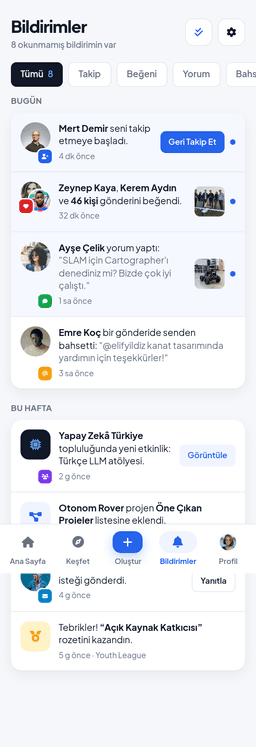 Bildirimler
8 okunmamış bildirimin var
Tümü 8
Takip
Beğeni
Yorum
Bahs
BUGÜN
Mert Demir seni takip
etmeye başladı.
4 dk önce
Geri Takip Et
Zeynep Kaya, Kerem Aydın
ve 46 kişi gönderini beğendi.
32 dk önce
Ayşe Çelik yorum yaptı:
"SLAM için Cartographer'ı
denediniz mi? Bizde çok iyi
çalıştı."
1 sa önce
Emre Koç bir gönderide senden
bahsetti: "@elifyildiz kanat tasarımında
yardımın için teşekkürler!"
3 sa önce
BU HAFTA
Yapay Zekâ Türkiye
topluluğunda yeni etkinlik:
Türkçe LLM atölyesi.
2 g önce
Görüntüle
Otonom Rover projen Öne Çıkan
Projeler listesine eklendi.
Ana Sayfa
Keşfet
Oluştur
Bildirimler
Profil
isteği gönderdi.
4 g önce
Yanıtla
Tebrikler! "Açık Kaynak Katkıcısı"
rozetini kazandın.
5 g önce · Youth League